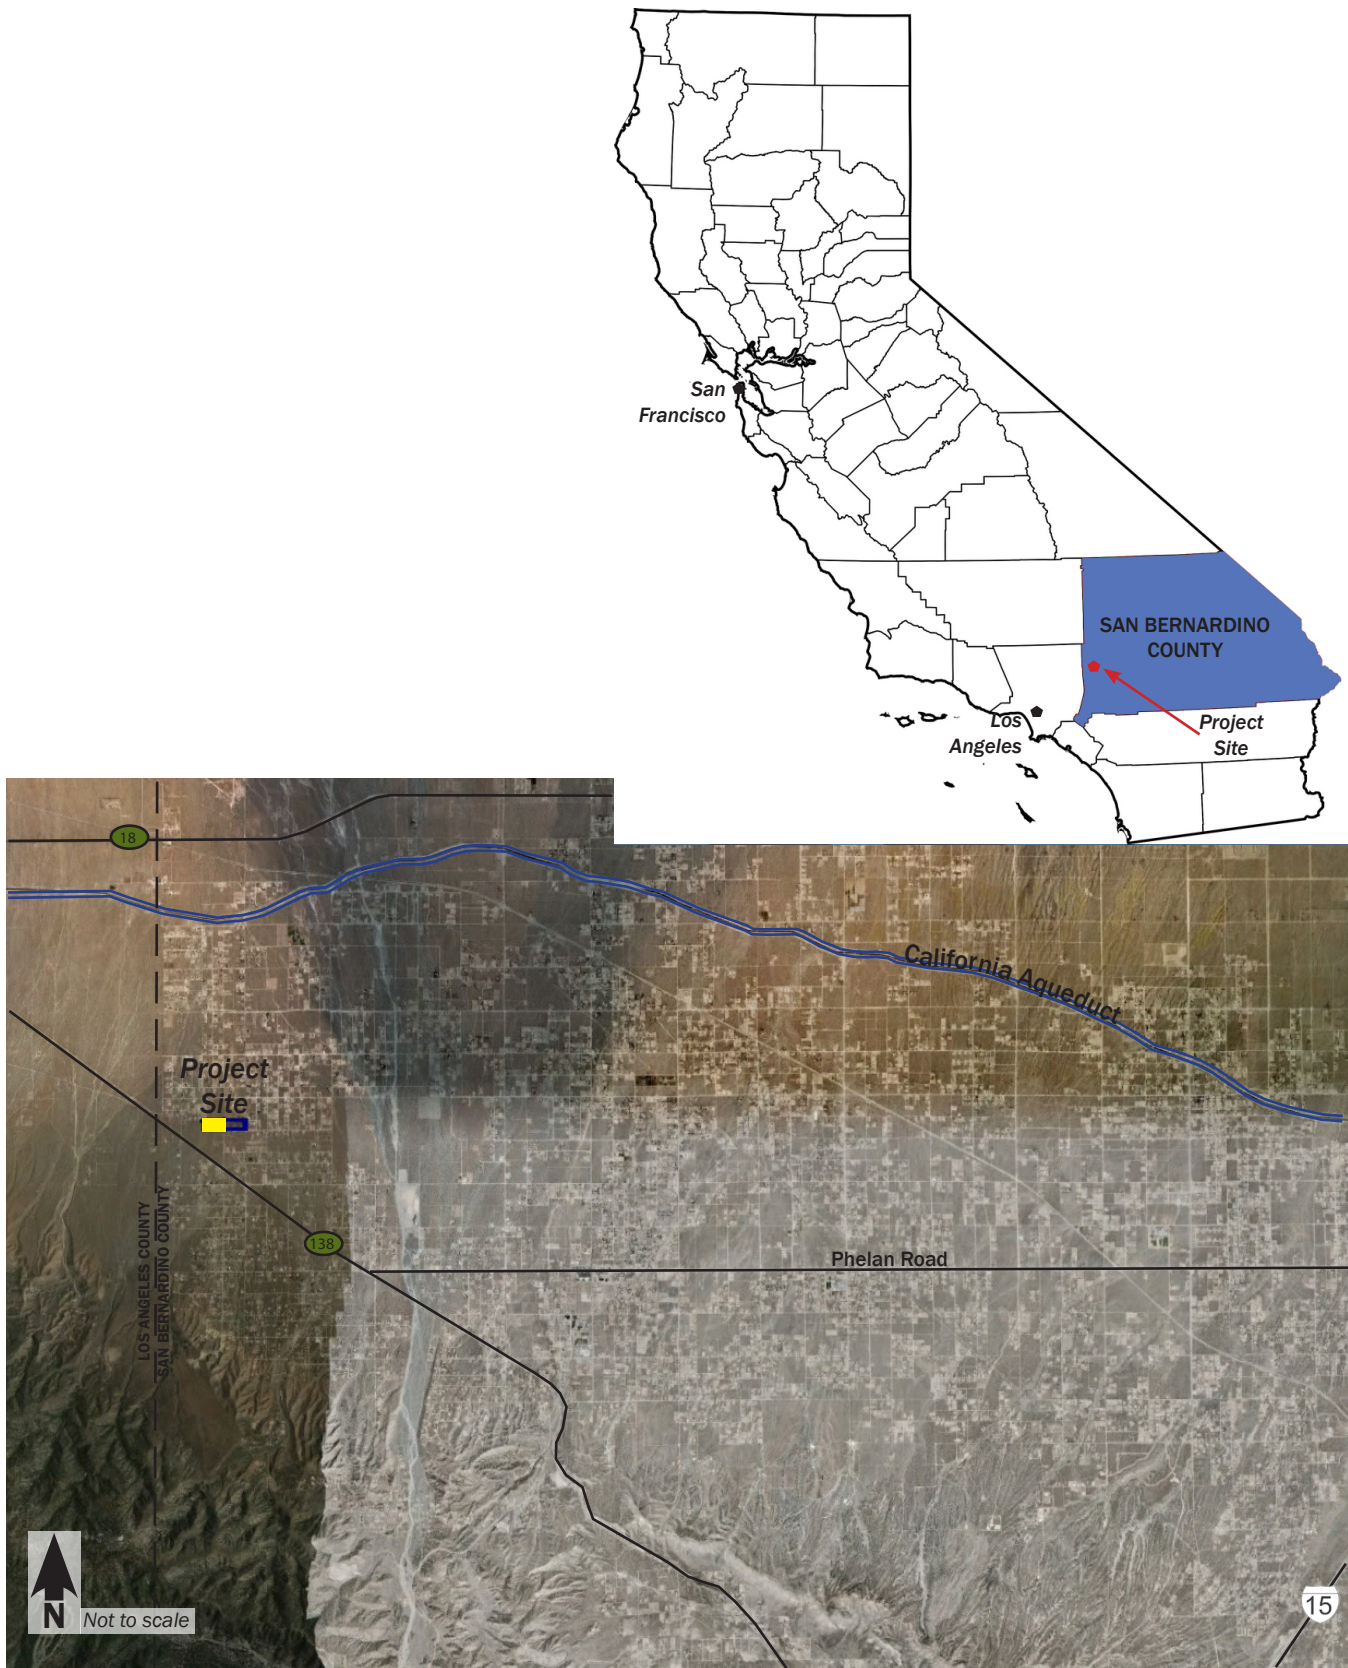 San
Francisco
SAN BERNARDINO
COUNTY
Los
Angeles
Project
Site
18
California Aqueduct
Project
Site
138
Phelan Road
LOS ANGELES COUNTY
SAN BERNARDINO COUNTY
N
Not to scale
15